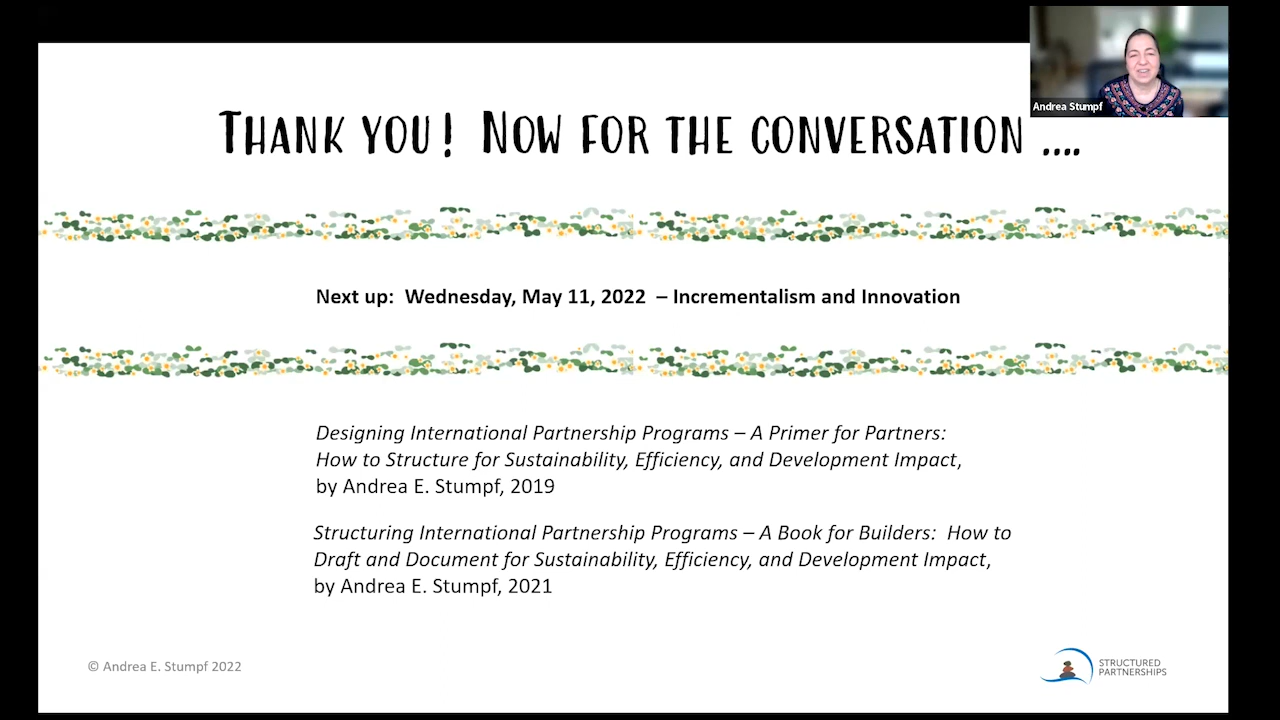 Andrea Stumpf
THANK YOU! NOW FOR THE CONVERSATION ....
Next up: Wednesday, May 11, 2022 – Incrementalism and Innovation
Designing International Partnership Programs – A Primer for Partners:
How to Structure for Sustainability, Efficiency, and Development Impact,
by Andrea E. Stumpf, 2019
Structuring International Partnership Programs – A Book for Builders: How to
Draft and Document for Sustainability, Efficiency, and Development Impact,
by Andrea E. Stumpf, 2021
© Andrea E. Stumpf 2022
STRUCTURED
PARTNERSHIPS